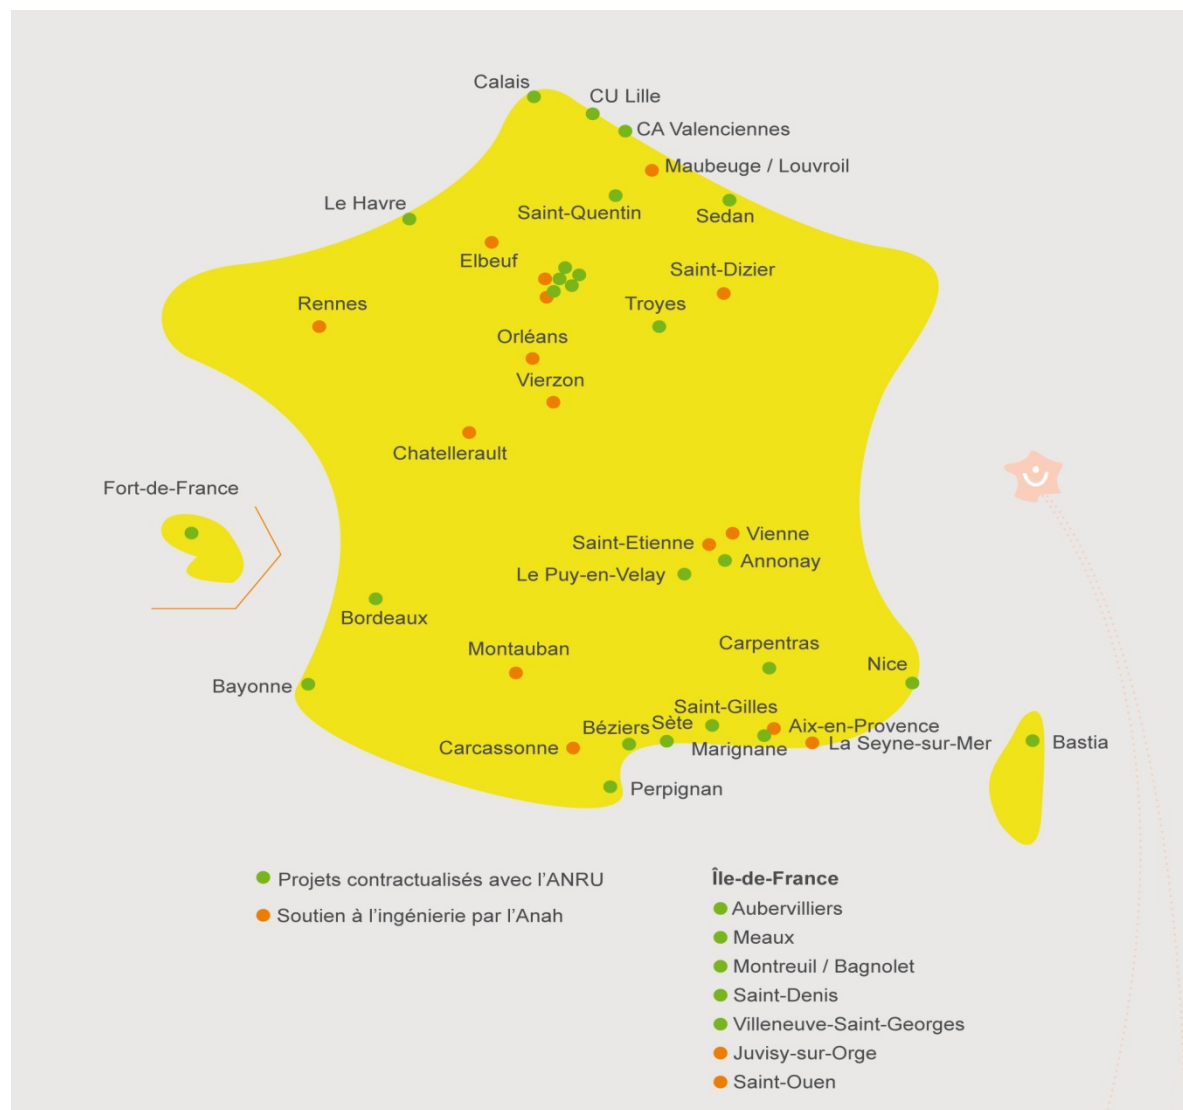 Calais
CU Lille
CA Valenciennes
Maubeuge / Louvroil
Le Havre
Saint-Quentin
Sedan
Elbeuf
Saint-Dizier
Rennes
Troyes
Orléans
Vierzon
Chatellerault
Fort-de-France
Vienne
Saint-Etienne
Annonay
Le Puy-en-Velay
Bordeaux
Montauban
Carpentras
Nice
Bayonne
Saint-Gilles
Béziers
Sète
Aix-en-Provence
Carcassonne
Marignane
La Seyne-sur-Mer
Bastia
Perpignan
Projets contractualisés avec l'ANRU
Soutien à l'ingénierie par l'Anah
Île-de-France
Aubervilliers
Meaux
Montreuil / Bagnolet
Saint-Denis
Villeneuve-Saint-Georges
Juvisy-sur-Orge
Saint-Ouen